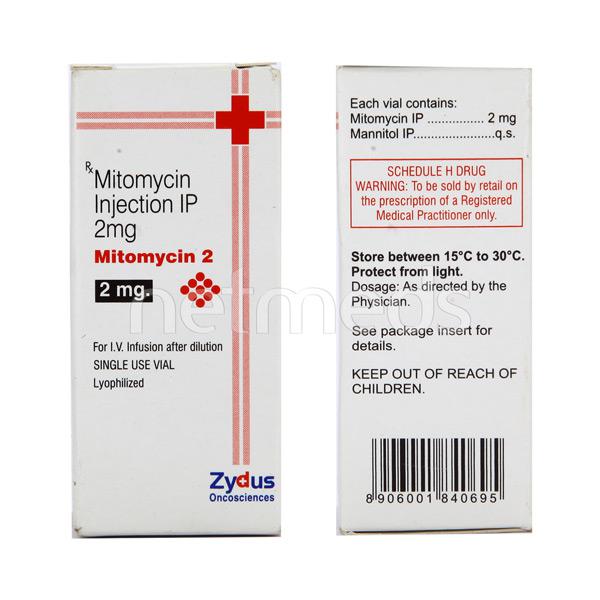 Rx
Mitomycin
Injection IP
2mg
Mitomycin 2
2 mg.
For I.V. Infusion after dilution
SINGLE USE VIAL
Lyophilized
Zydus
Oncosciences
Each vial contains:
Mitomycin IP ................ 2 mg
Mannitol IP.....................q.s.
SCHEDULE H DRUG
WARNING: To be sold by retail on
the prescription of a Registered
Medical Practitioner only.
Store between 15°C to 30°C.
Protect from light.
Dosage: As directed by the
Physician.
See package insert for
details.
KEEP OUT OF REACH OF
CHILDREN.
8 906001 840695
netmeds